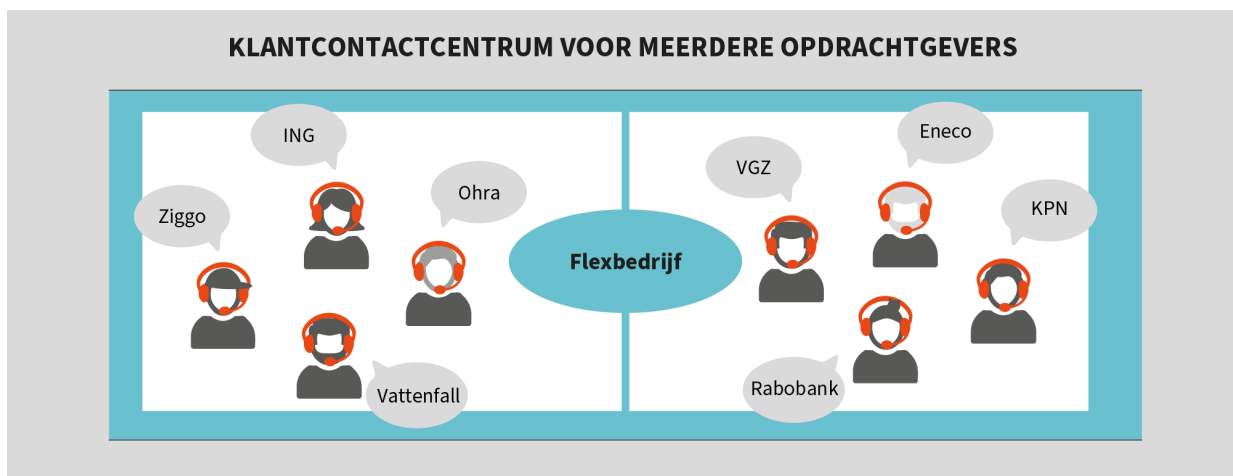 KLANTCONTACTCENTRUM VOOR MEERDERE OPDRACHTGEVERS
ING
Ohra
Ziggo
Vattenfall
Flexbedrijf
Eneco
VGZ
KPN
Rabobank